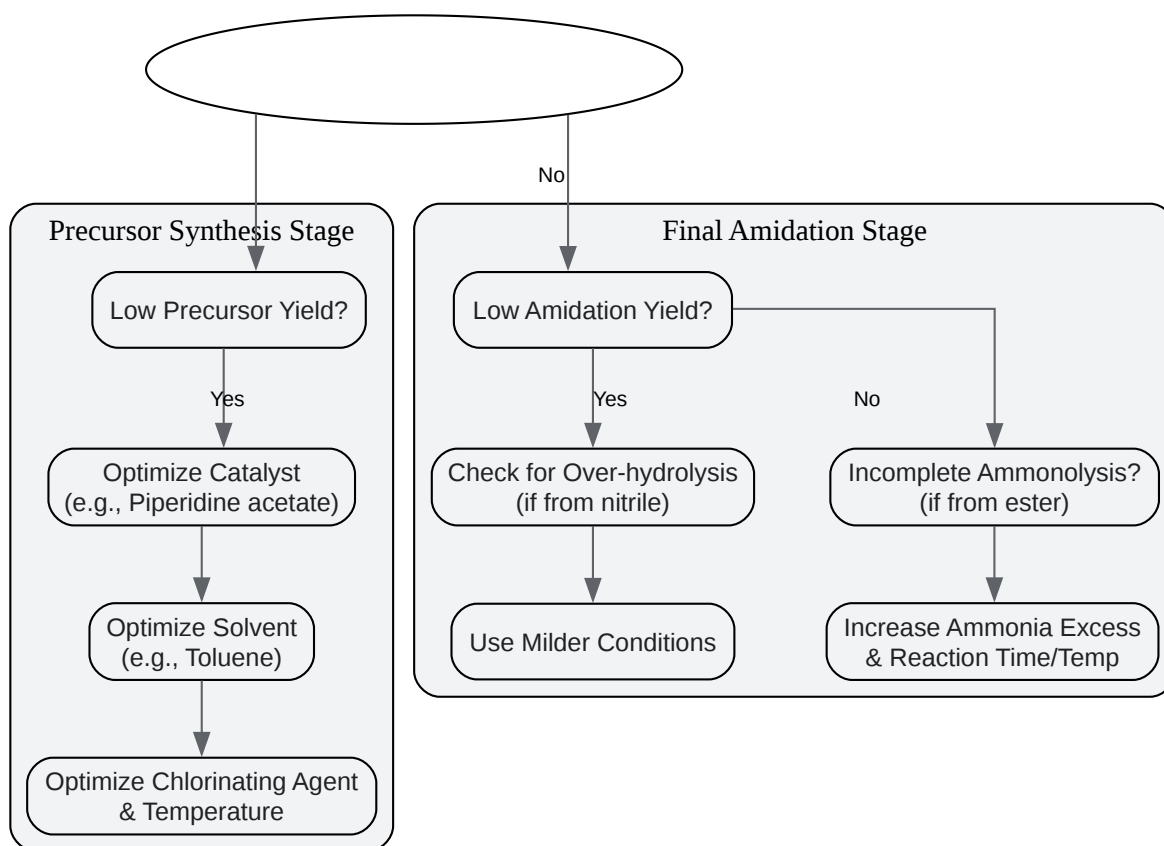 No
Precursor Synthesis Stage
Final Amidation Stage
Low Precursor Yield?
Low Amidation Yield?
Yes
Yes
No
Optimize Catalyst
(e.g., Piperidine acetate)
Check for Over-hydrolysis
(if from nitrile)
Incomplete Ammonolysis?
(if from ester)
Optimize Solvent
(e.g., Toluene)
Use Milder Conditions
Increase Ammonia Excess
& Reaction Time/Temp
Optimize Chlorinating Agent
& Temperature